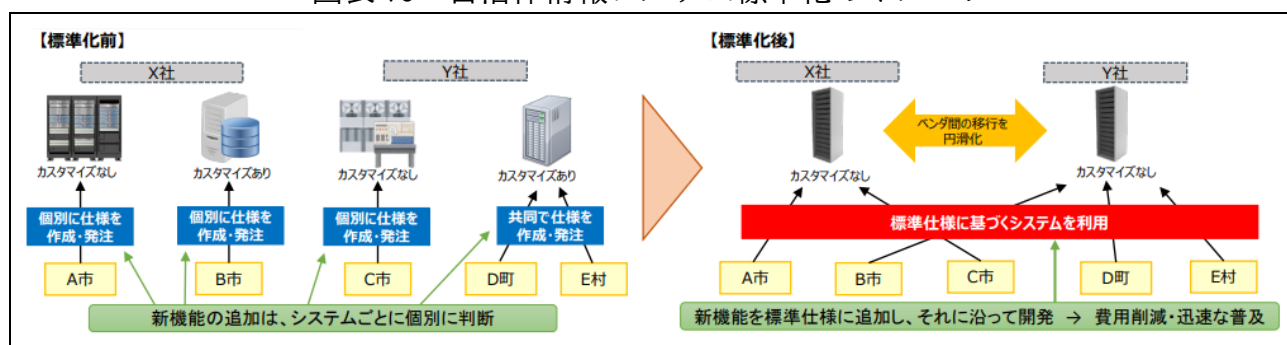 【標準化前】
X社
Y社
カスタマイズなし
カスタマイズあり
カスタマイズなし
カスタマイズあり
個別に仕様を
作成・発注
個別に仕様を
作成・発注
個別に仕様を
作成・発注
共同で仕様を
作成・発注
A市
B市
C市
D町
E村
新機能の追加は、システムごとに個別に判断
【標準化後】
X社
Y社
ベンダ間の移行を
円滑化
カスタマイズなし
カスタマイズなし
標準仕様に基づくシステムを利用
A市
B市
C市
D町
E村
新機能を標準仕様に追加し、それに沿って開発 → 費用削減・迅速な普及